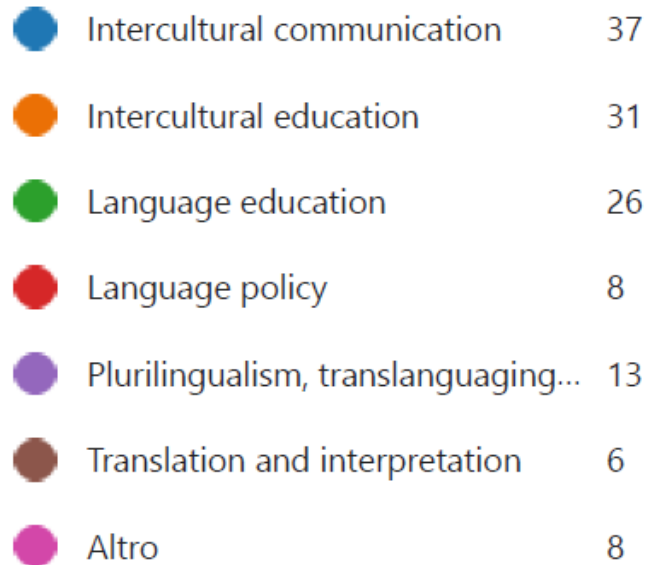 Intercultural communication 37
Intercultural education 31
Language education 26
Language policy 8
Plurilingualism, translanguaging... 13
Translation and interpretation 6
Altro 8